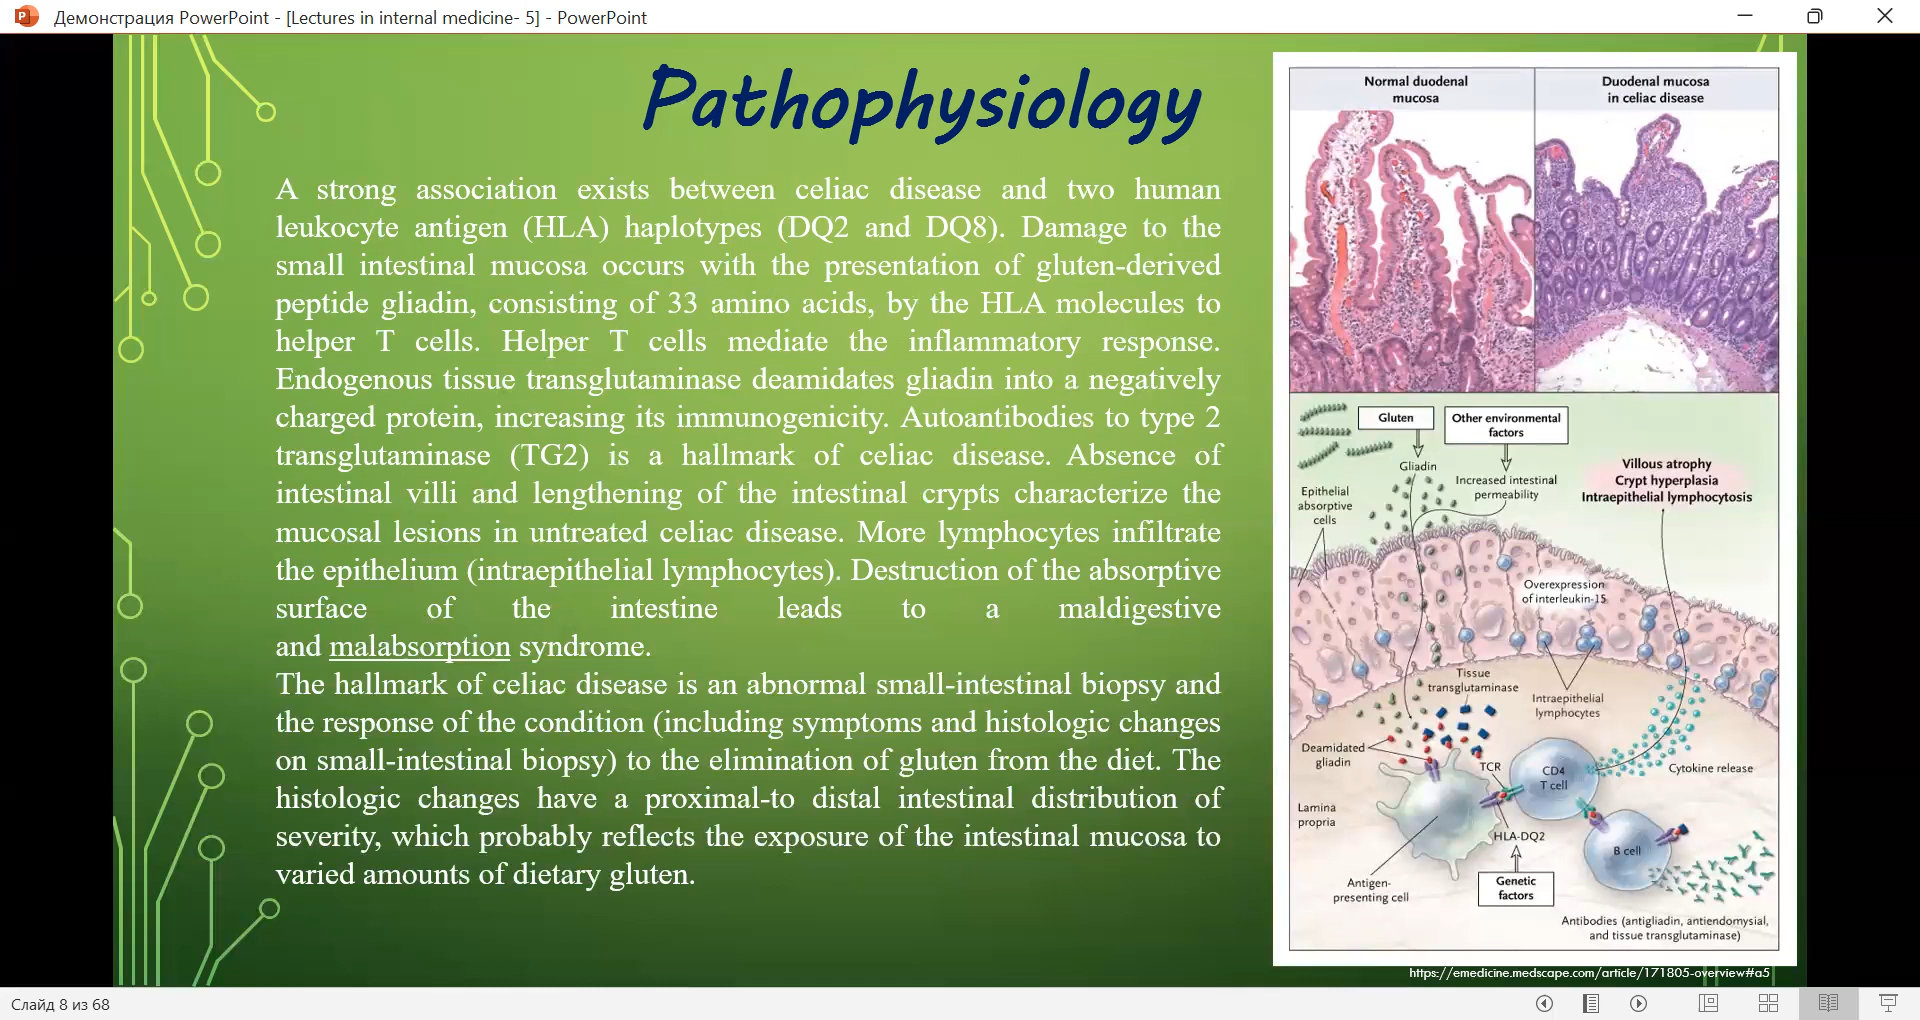 Демонстрация PowerPoint - [Lectures in internal medicine- 5] - PowerPoint
Pathophysiology
A strong association exists between celiac disease and two human
leukocyte antigen (HLA) haplotypes (DQ2 and DQ8). Damage to the
small intestinal mucosa occurs with the presentation of gluten-derived
peptide gliadin, consisting of 33 amino acids, by the HLA molecules to
helper T cells. Helper T cells mediate the inflammatory response.
Endogenous tissue transglutaminase deamidates gliadin into a negatively
charged protein, increasing its immunogenicity. Autoantibodies to type 2
transglutaminase (TG2) is a hallmark of celiac disease. Absence of
intestinal villi and lengthening of the intestinal crypts characterize the
mucosal lesions in untreated celiac disease. More lymphocytes infiltrate
the epithelium (intraepithelial lymphocytes). Destruction of the absorptive
surface of the intestine leads to a maldigestive
and malabsorption syndrome.
The hallmark of celiac disease is an abnormal small-intestinal biopsy and
the response of the condition (including symptoms and histologic changes
on small-intestinal biopsy) to the elimination of gluten from the diet. The
histologic changes have a proximal-to distal intestinal distribution of
severity, which probably reflects the exposure of the intestinal mucosa to
varied amounts of dietary gluten.
Normal duodenal
mucosa
Duodenal mucosa
in celiac disease
Gluten
Other environmental
factors
Gliadin
Increased intestinal
permeability
Villous atrophy
Crypt hyperplasia
Intraepithelial lymphocytosis
Epithelial
absorptive
cells
Overexpression
of interleukin-15
Tissue
transglutaminase
Intraepithelial
lymphocytes
Deamidated
gliadin
TCR
CD4
T cell
Cytokine release
Lamina
propria
HLA-DQ2
B cell
Antigen-
presenting cell
Genetic
factors
Antibodies (antigliadin, antiendomysial,
and tissue transglutaminase)
https://emedicine.medscape.com/article/171805-overview#a5
Слайд 8 из 68